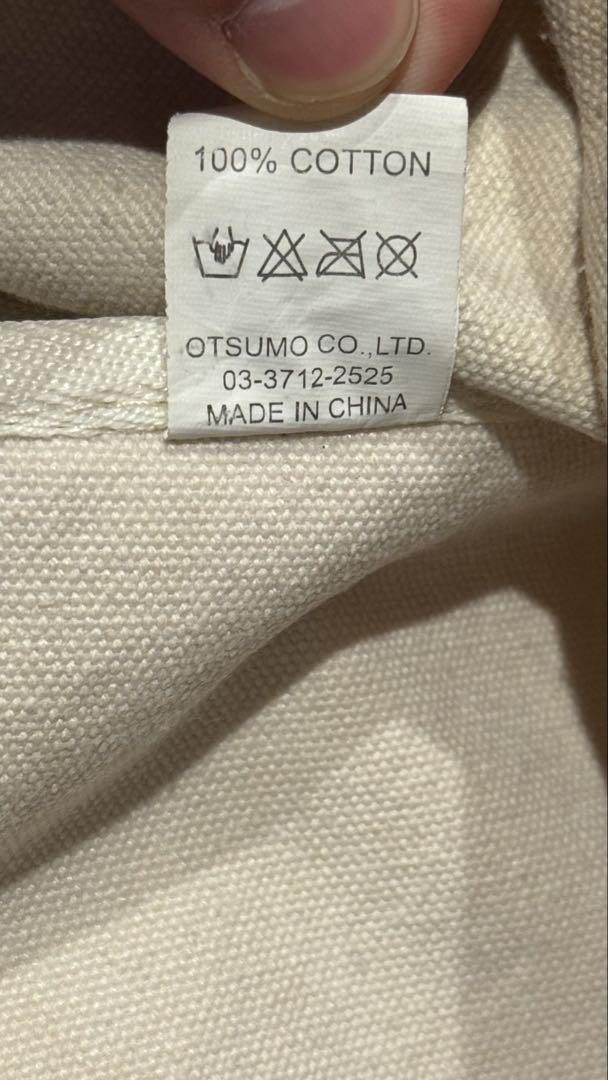 100% COTTON
OTSUMO CO.,LTD.
03-3712-2525
MADE IN CHINA